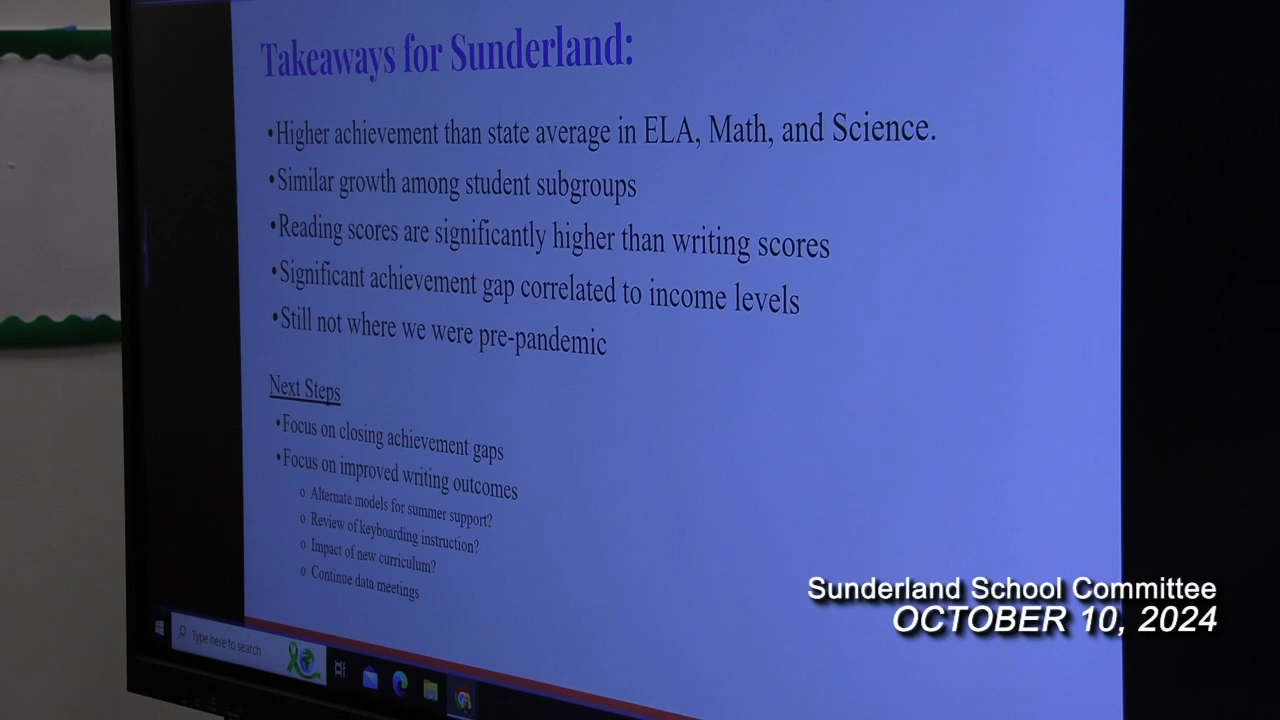 Takeaways for Sunderland:
•Higher achievement than state average in ELA, Math, and Science.
•Similar growth among student subgroups
•Reading scores are significantly higher than writing scores
•Significant achievement gap correlated to income levels
•Still not where we were pre-pandemic
Next Steps
•Focus on closing achievement gaps
•Focus on improved writing outcomes
o Alternate models for summer support?
o Review of keyboarding instruction?
o Impact of new curriculum?
o Continue data meetings
Type here to search
Sunderland School Committee
OCTOBER 10, 2024